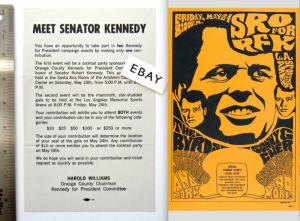 MEET SENATOR KENNEDY
You have an opportunity to take part in two Kennedy
for President campaign events by making only one con-
tribution.
The first event will be a cocktail party sponsored
Orange County Kennedy for President Com
honor of Senator Robert Kennedy. This party
held in the Santa Ana Room of the Anaheim
Center on Saturday, May 18th, from 5:00 P.M.
P.M.
The second event will be the mammoth, star-studded
gala to be held at the Los Angeles Memorial Sports
Arena at 8:00 P.M. Friday, May 24th.
Your contribution will entitle you to attend BOTH events
and your contribution can be in any of the following cate-
gories:
$10 $25 $50 $100 or $250 or more
The size of your contribution will determine the location
of your seat at the gala on May 24th. Any contribution
of $10 or more entitles you to attend the cocktail party
on May 18th.
We do hope you will send in your contribution and ticket
request as quickly as possible.
HAROLD WILLIAMS
Orange County Chairman
Kennedy for President Committee
EBAY
FRIDAY, MAY 24
8:00 P.M.
SRO
FOR
RFK
L.A.
THE
BYRDS
SONNY
CHER